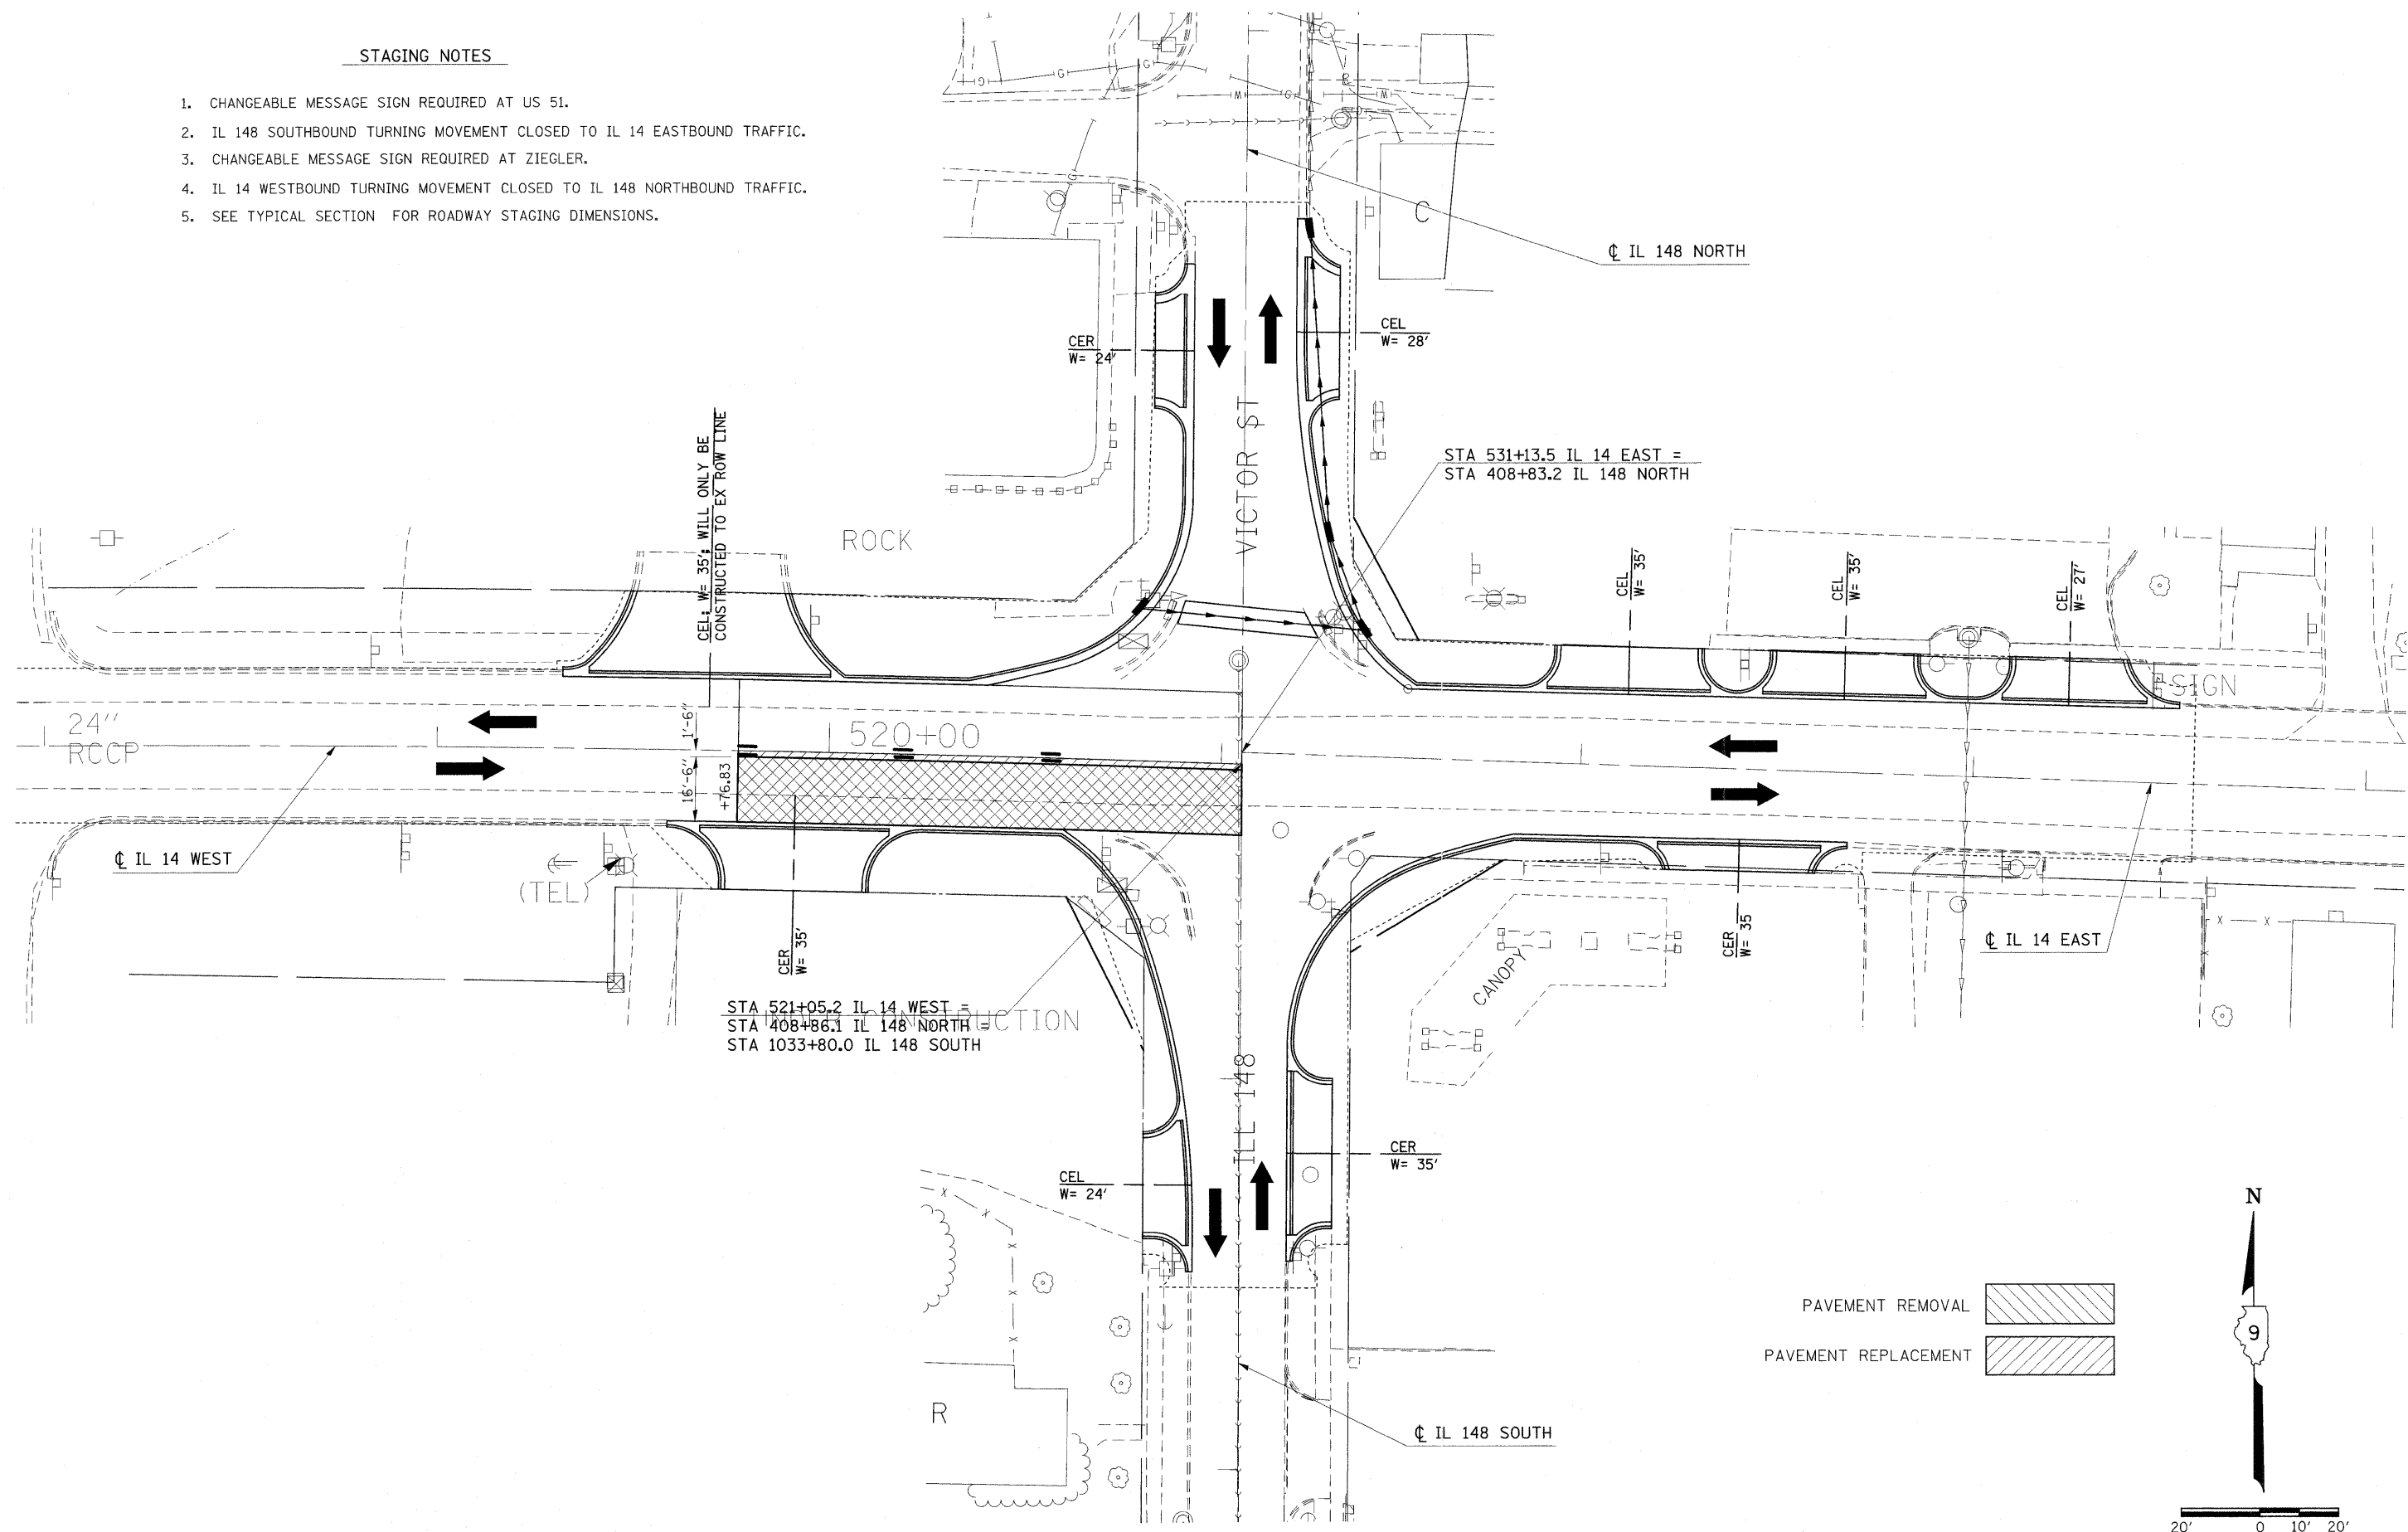 STAGING NOTES
1. CHANGEABLE MESSAGE SIGN REQUIRED AT US 51.
2. IL 148 SOUTHBOUND TURNING MOVEMENT CLOSED TO IL 14 EASTBOUND TRAFFIC.
3. CHANGEABLE MESSAGE SIGN REQUIRED AT ZIEGLER.
4. IL 14 WESTBOUND TURNING MOVEMENT CLOSED TO IL 148 NORTHBOUND TRAFFIC.
5. SEE TYPICAL SECTION FOR ROADWAY STAGING DIMENSIONS.
G
G
G
W
G
W
G
C
℄ IL 148 NORTH
CER
W= 24'
CEL
W= 28'
VICTOR ST
STA 531+13.5 IL 14 EAST =
STA 408+83.2 IL 148 NORTH
CEL; W= 35'; WILL ONLY BE
CONSTRUCTED TO EX ROW LINE
ROCK
CEL
W= 35'
CEL
W= 35'
CEL
W= 27'
SIGN
24"
RCCP
1'-6"
16'-6"
+76.83
520+00
℄ IL 14 WEST
(TEL)
CER
W= 35'
CER
W= 35
℄ IL 14 EAST
CANOPY
X
X
X
STA 521+05.2 IL 14 WEST =
STA 408+86.1 IL 148 NORTH =
STA 1033+80.0 IL 148 SOUTH
UNDER CONSTRUCTION
ILL 148
CEL
W= 24'
CER
W= 35'
X
X
X
X
X
R
℄ IL 148 SOUTH
PAVEMENT REMOVAL
PAVEMENT REPLACEMENT
N
9
20' 0 10' 20'